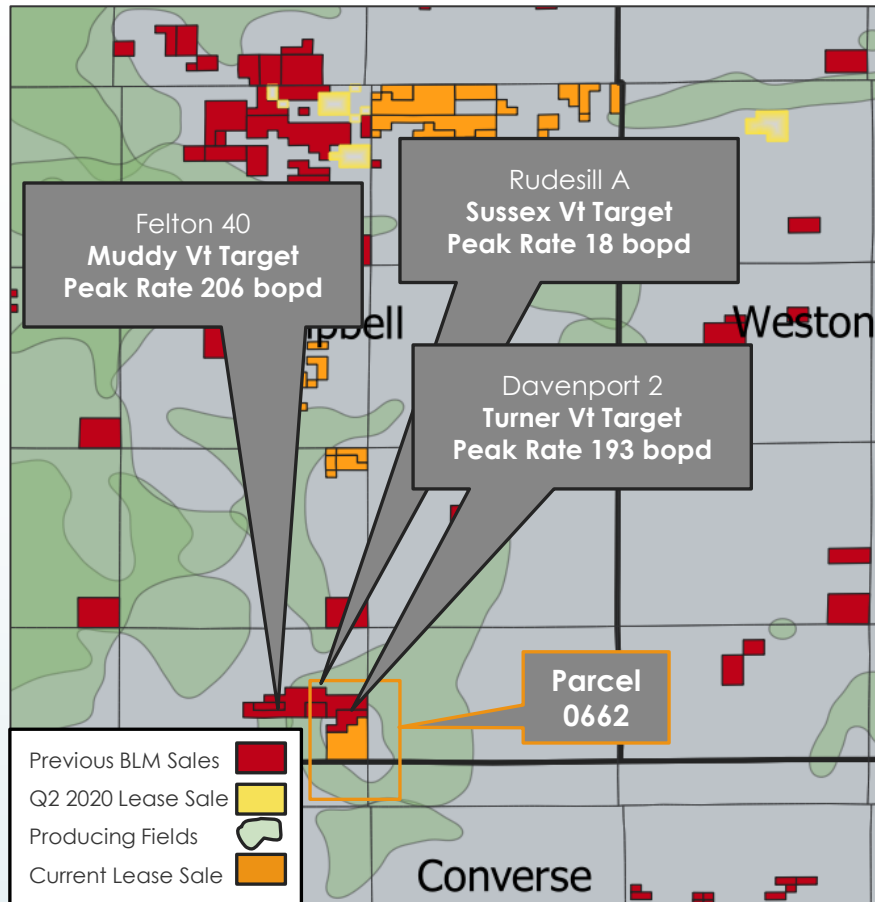 Rudesill A
Sussex Vt Target
Peak Rate 18 bopd
Felton 40
Muddy Vt Target
Peak Rate 206 bopd
pbell
Weston
Davenport 2
Turner Vt Target
Peak Rate 193 bopd
Parcel
0662
Previous BLM Sales
Q2 2020 Lease Sale
Producing Fields
Current Lease Sale
Converse